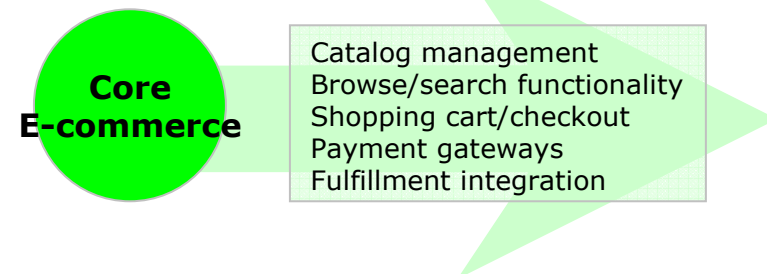 Core
E-commerce
Catalog management
Browse/search functionality
Shopping cart/checkout
Payment gateways
Fulfillment integration